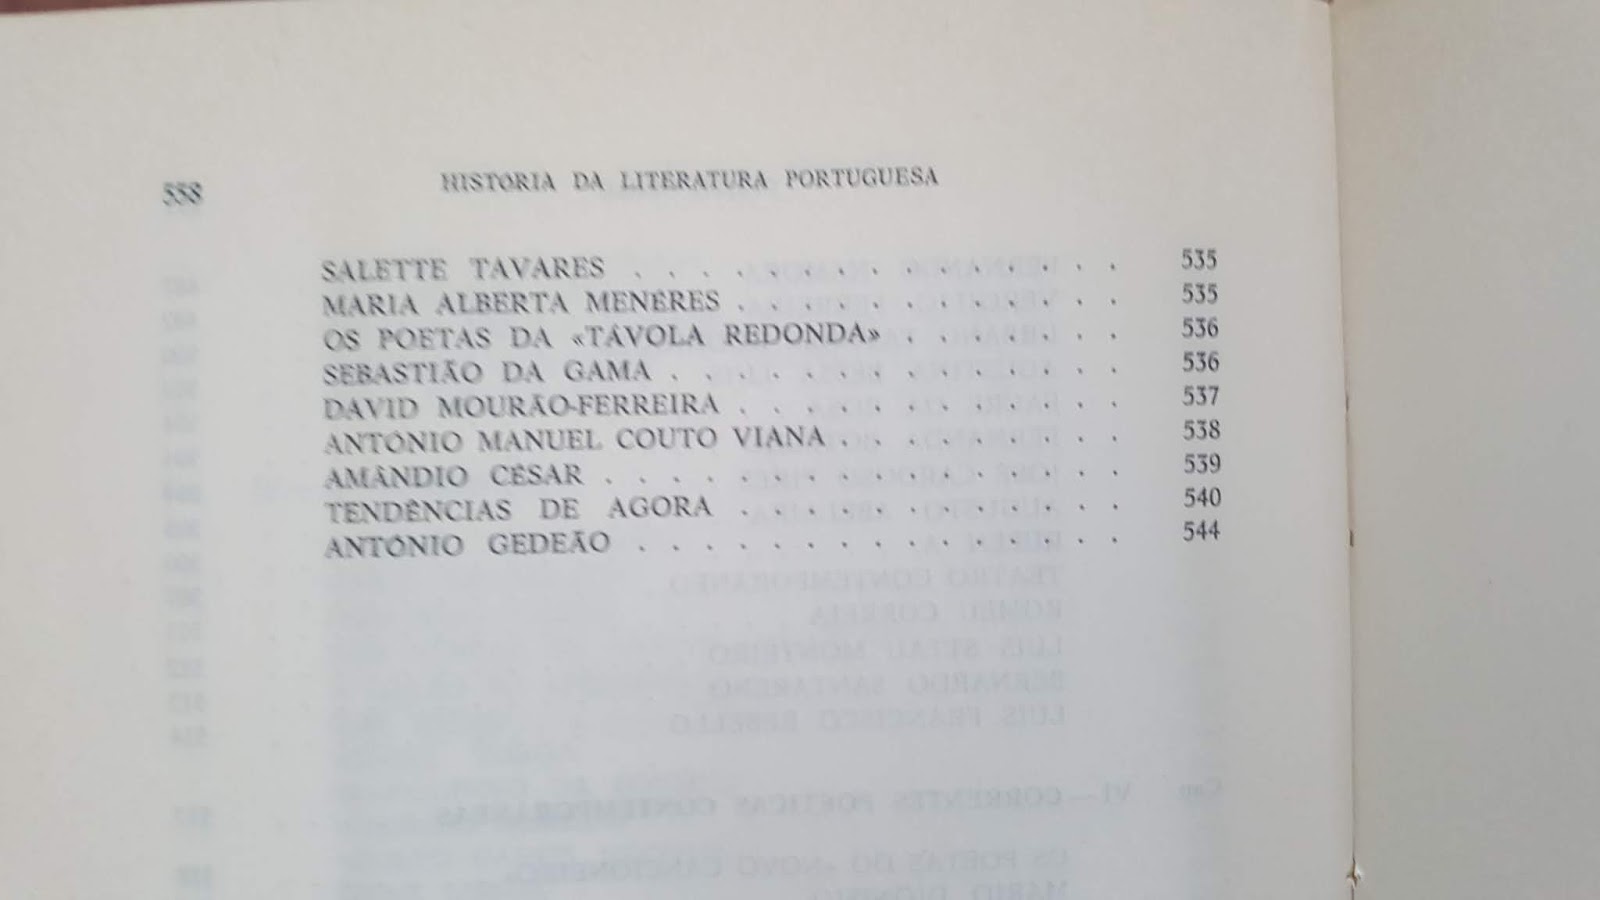 558 HISTÓRIA DA LITERATURA PORTUGUESA
SALETTE TAVARES . . . . . . . . . . . . . . . 535
MARIA ALBERTA MENÉRES . . . . . . . . . . . . 535
OS POETAS DA «TÁVOLA REDONDA» . . . . . . . 536
SEBASTIÃO DA GAMA . . . . . . . . . . . . . . 536
DAVID MOURÃO-FERREIRA . . . . . . . . . . . . 537
ANTÓNIO MANUEL COUTO VIANA . . . . . . . . . 538
AMÂNDIO CÉSAR . . . . . . . . . . . . . . . . 539
TENDÊNCIAS DE AGORA . . . . . . . . . . . . 540
ANTÓNIO GEDEÃO . . . . . . . . . . . . . . . 544